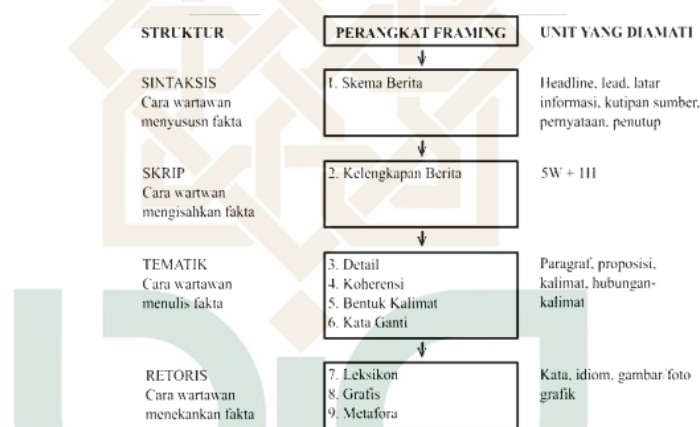 STRUKTUR
PERANGKAT FRAMING
UNIT YANG DIAMATI
SINTAKSIS
Cara wartawan
menyususn fakta
1. Skema Berita
Headline, lead, latar
informasi, kutipan sumber,
pernyataan, penutup
SKRIP
Cara wartwan
mengisahkan fakta
2. Kelengkapan Berita
5W + 1H
TEMATIK
Cara wartawan
menulis fakta
3. Detail
4. Koherensi
5. Bentuk Kalimat
6. Kata Ganti
Paragraf, proposisi,
kalimat, hubungan-
kalimat
RETORIS
Cara wartawan
menekankan fakta
7. Leksikon
8. Grafis
9. Metafora
Kata, idiom, gambar/foto
grafik